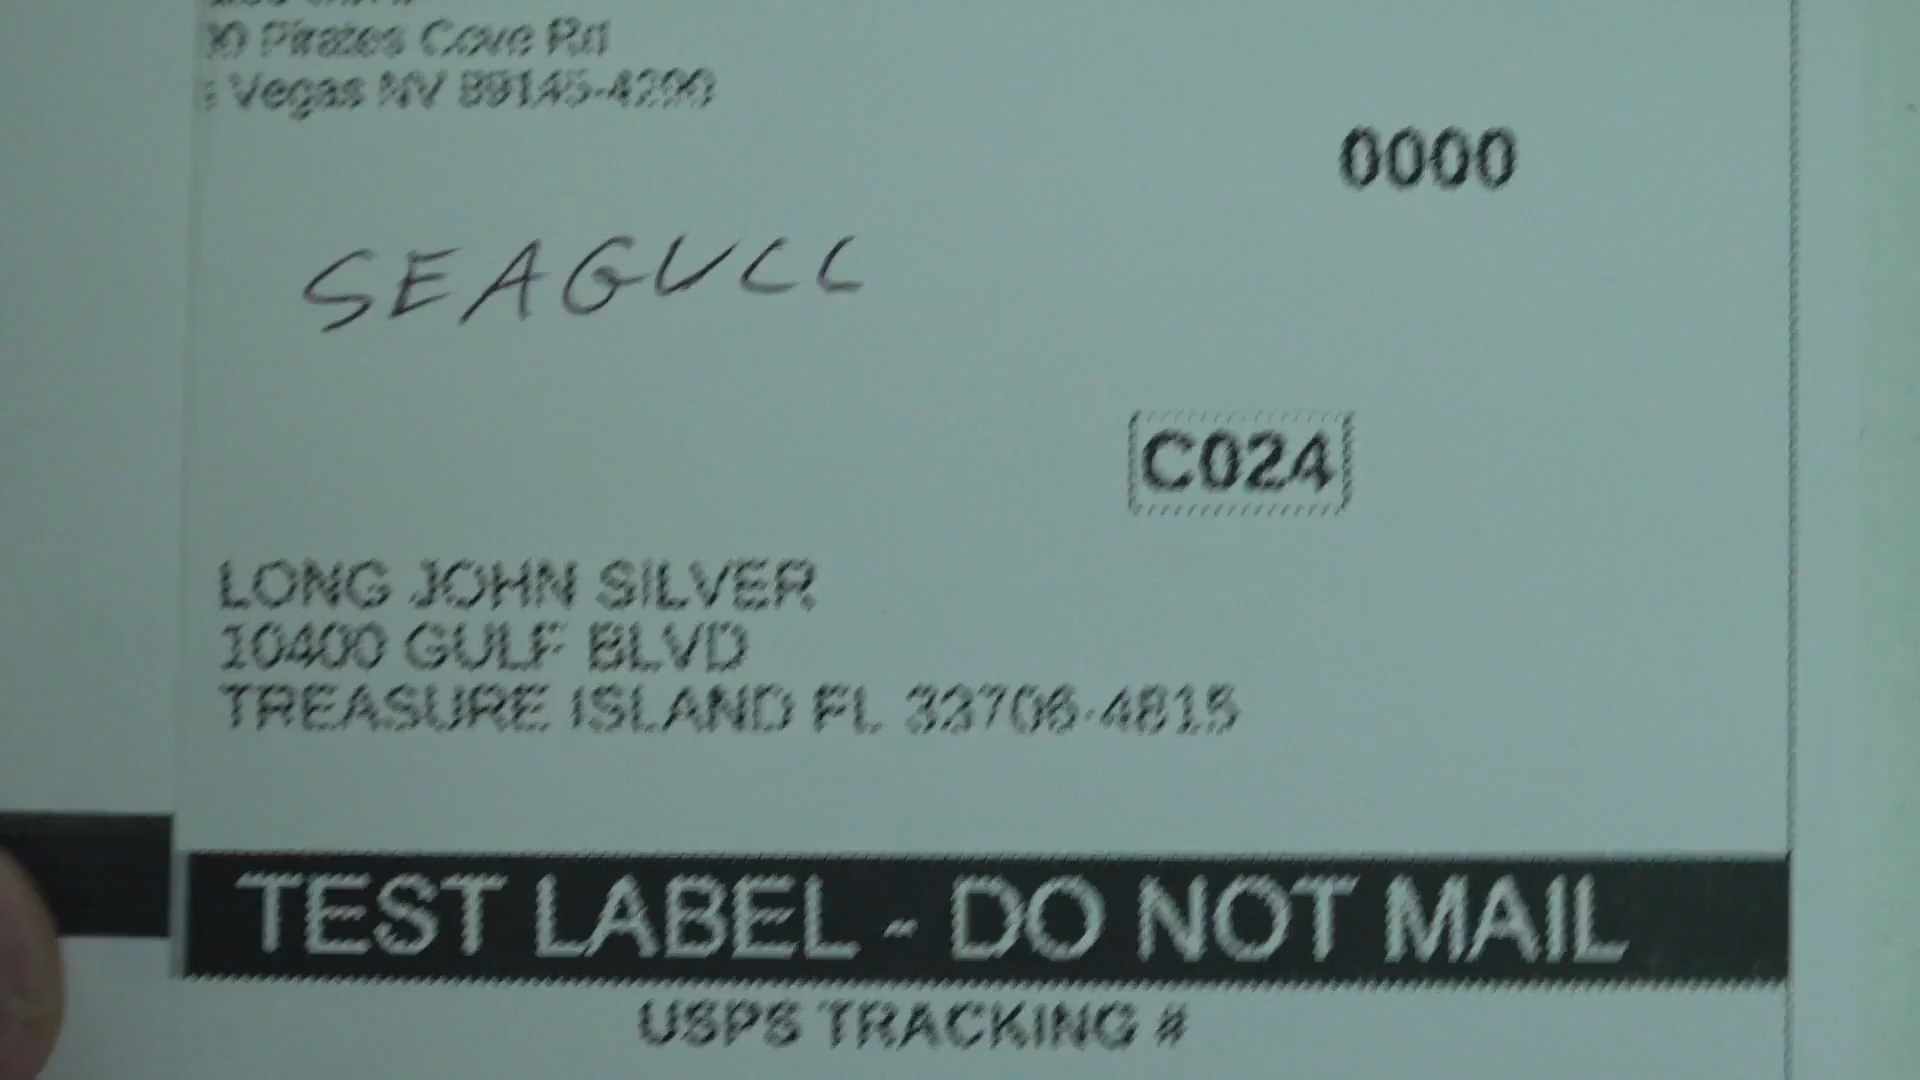 Pirates Cove Rd
Vegas NV 89145-4200
0000
SEAGULL
C024
LONG JOHN SILVER
10400 GULF BLVD
TREASURE ISLAND FL 33706-4815
TEST LABEL - DO NOT MAIL
USPS TRACKING #